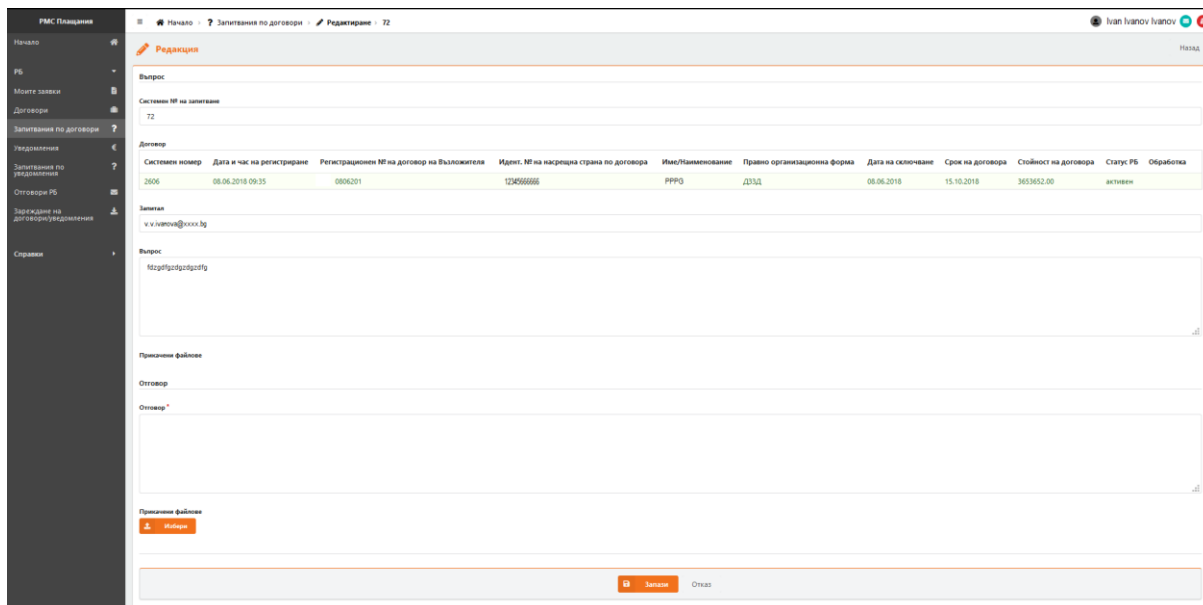 РМС Плащания
Начало > ? Запитвания по договори > Редактиране > 72
Ivan Ivanov Ivanov
Начало
РБ
Моите заявки
Договори
Запитвания по договори ?
Уведомления €
Запитвания по ?
уведомления
Отговори РБ
Зареждане на
договори/уведомления
Справки
Редакция
Назад
Въпрос
Системен № на запитване
72
Договор
Системен номер Дата и час на регистриране Регистрационен № на договор на Възложителя Идент. № на насрещна страна по договора Име/Наименование Правно организационна форма Дата на сключване Срок на договора Стойност на договора Статус РБ Обработка
2606 08.06.2018 09:35 0806201 12345666666 PPPG ДЗЗД 08.06.2018 15.10.2018 3653652.00 активен
Запитал
v.v.ivanova@xxxx.bg
Въпрос
fdzgdfgzdgzdgzdfg
Прикачени файлове
Отговор
Отговор *
Прикачени файлове
Избери
Запази Отказ